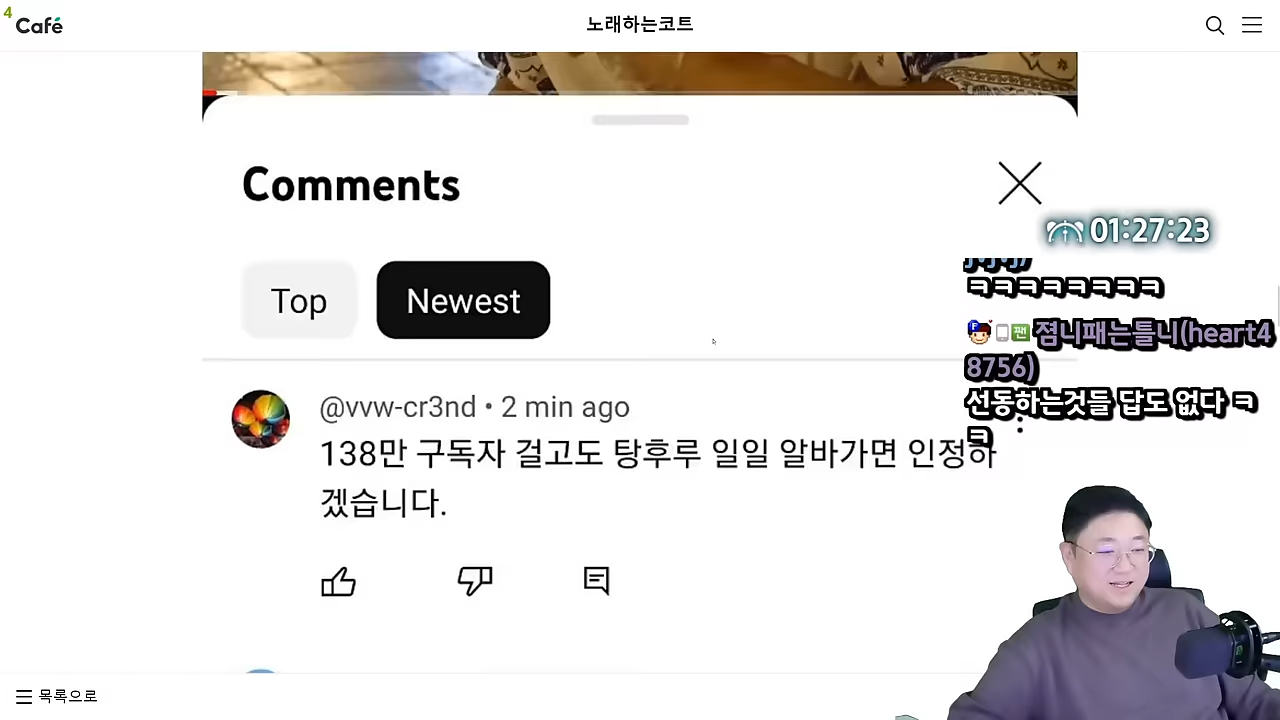 4
Café
노래하는코트
Comments
01:27:23
Top
Newest
ㅋㅋㅋㅋㅋㅋㅋㅋ
팬 졈니패는틀니(heart4
8756)
선동하는것들 답도 없다 ㅋ
ㅋ
@vvw-cr3nd • 2 min ago
138만 구독자 걸고도 탕후루 일일 알바가면 인정하
겠습니다.
목록으로